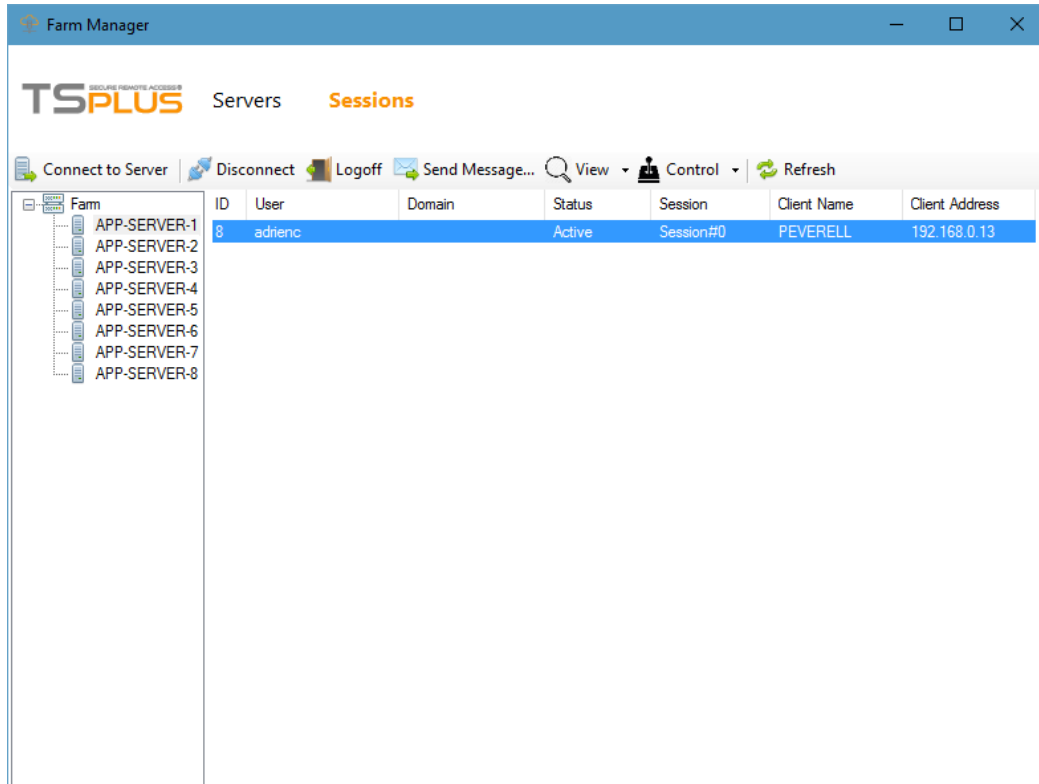 Farm Manager
SECURE REMOTE ACCESS®
TSPLUS Servers Sessions
Connect to Server Disconnect Logoff Send Message... View Control Refresh
Farm ID User Domain Status Session Client Name Client Address
APP-SERVER-1 8 adrienc Active Session#0 PEVERELL 192.168.0.13
APP-SERVER-2
APP-SERVER-3
APP-SERVER-4
APP-SERVER-5
APP-SERVER-6
APP-SERVER-7
APP-SERVER-8